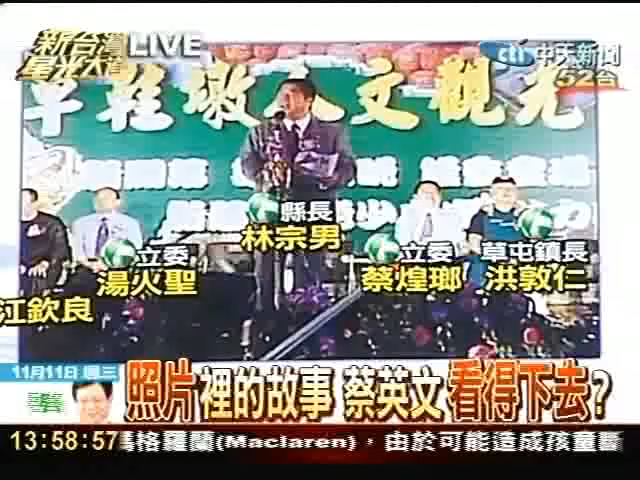 新台灣
星光大道
LIVE
cti 中天新聞
52台
草鞋墩人文觀光
縣長
林宗男
立委
湯火聖
立委
蔡煌瑯
草屯鎮長
洪敦仁
江欽良
11月11日 週三
照片裡的故事 蔡英文看得下去?
13:58:57
格羅蘭(Maclaren)，由於可能造成孩童